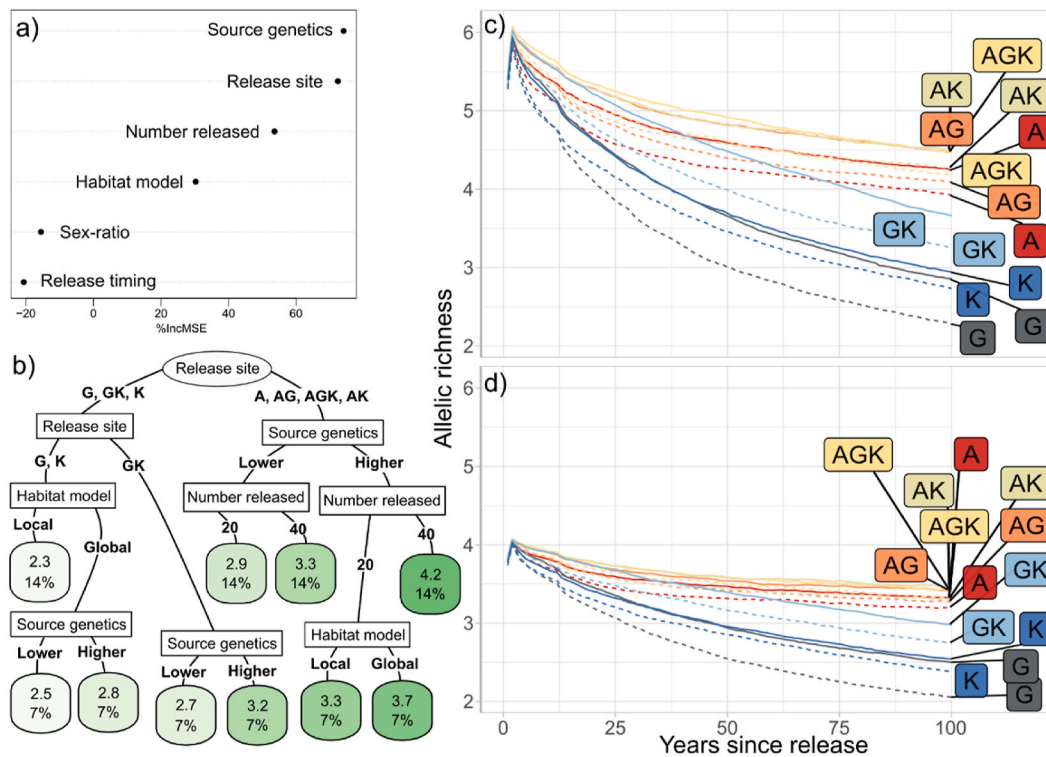 a)
Source genetics
Release site
Number released
Habitat model
Sex-ratio
Release timing
-20 0 20 40 60
%IncMSE
b)
Release site
G, GK, K
A, AG, AGK, AK
Release site
Source genetics
G, K
GK
Lower
Higher
Habitat model
Number released
Number released
Local
Global
20
40
20
40
2.3
14%
2.9
14%
3.3
14%
4.2
14%
Source genetics
Source genetics
Habitat model
Lower
Higher
Lower
Higher
Local
Global
2.5
7%
2.8
7%
2.7
7%
3.2
7%
3.3
7%
3.7
7%
Allelic richness
c)
6
5
4
3
2
AGK
AK
AK
AG
A
AGK
AG
GK
GK
A
K
K
G
G
d)
6
5
4
3
2
AGK
A
AK
AK
AGK
AG
AG
A
GK
GK
K
G
K
G
0 25 50 75 100
Years since release